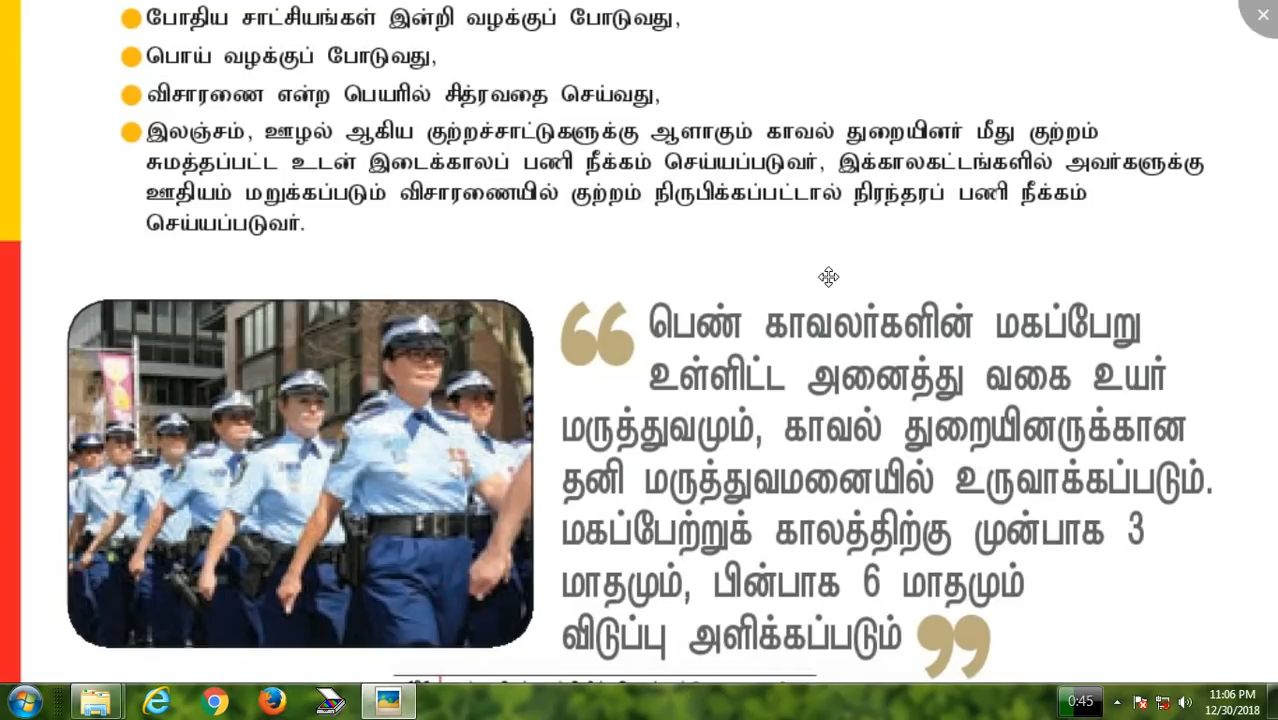 போதிய சாட்சியங்கள் இன்றி வழக்குப் போடுவது,
பொய் வழக்குப் போடுவது,
விசாரணை என்ற பெயரில் சித்ரவதை செய்வது,
இலஞ்சம், ஊழல் ஆகிய குற்றச்சாட்டுகளுக்கு ஆளாகும் காவல் துறையினர் மீது குற்றம்
சுமத்தப்பட்ட உடன் இடைக்காலப் பணி நீக்கம் செய்யப்படுவர், இக்காலகட்டங்களில் அவர்களுக்கு
ஊதியம் மறுக்கப்படும் விசாரணையில் குற்றம் நிருபிக்கப்பட்டால் நிரந்தரப் பணி நீக்கம்
செய்யப்படுவர்.
“பெண் காவலர்களின் மகப்பேறு
உள்ளிட்ட அனைத்து வகை உயர்
மருத்துவமும், காவல் துறையினருக்கான
தனி மருத்துவமனையில் உருவாக்கப்படும்.
மகப்பேற்றுக் காலத்திற்கு முன்பாக 3
மாதமும், பின்பாக 6 மாதமும்
விடுப்பு அளிக்கப்படும்”
0:45
11:06 PM
12/30/2018